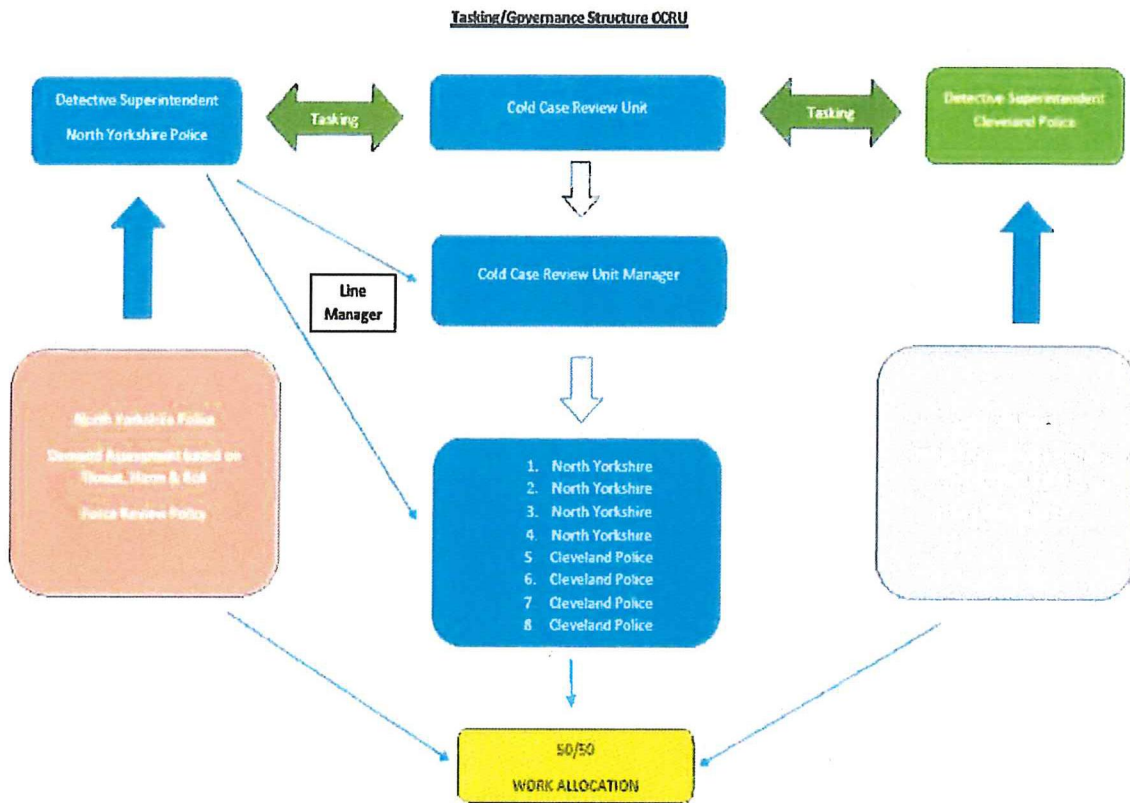 Tasking/Governance Structure CCRU
Detective Superintendent
North Yorkshire Police
Tasking
Cold Case Review Unit
Tasking
Detective Superintendent
Cleveland Police
Cold Case Review Unit Manager
Line
Manager
North Yorkshire Police
Demand Assessment based on
Threat, Harm & Risk
Force Review Policy
1. North Yorkshire
2. North Yorkshire
3. North Yorkshire
4. North Yorkshire
5 Cleveland Police
6. Cleveland Police
7 Cleveland Police
8 Cleveland Police
50/50
WORK ALLOCATION